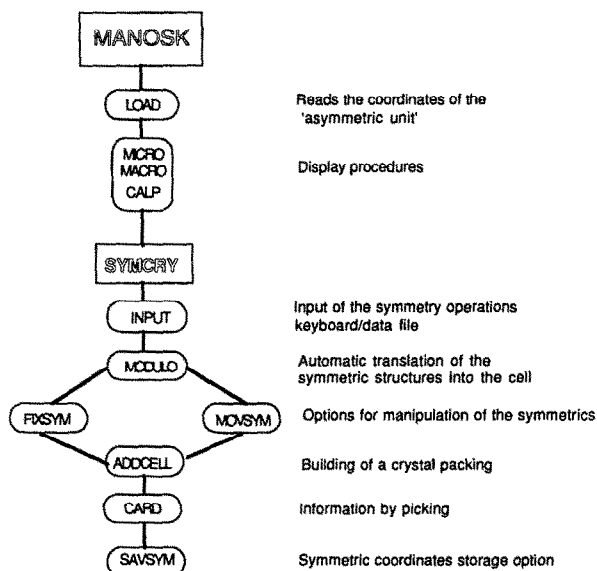 MANOSK
LOAD
Reads the coordinates of the
'asymmetric unit'
MICRO
MACRO
CALP
Display procedures
SYMCRY
INPUT
Input of the symmetry operations
keyboard/data file
MODULO
Automatic translation of the
symmetric structures into the cell
FIXSYM
MOVSYM
Options for manipulation of the symmetrics
ADDCELL
Building of a crystal packing
CARD
Information by picking
SAVSYM
Symmetric coordinates storage option